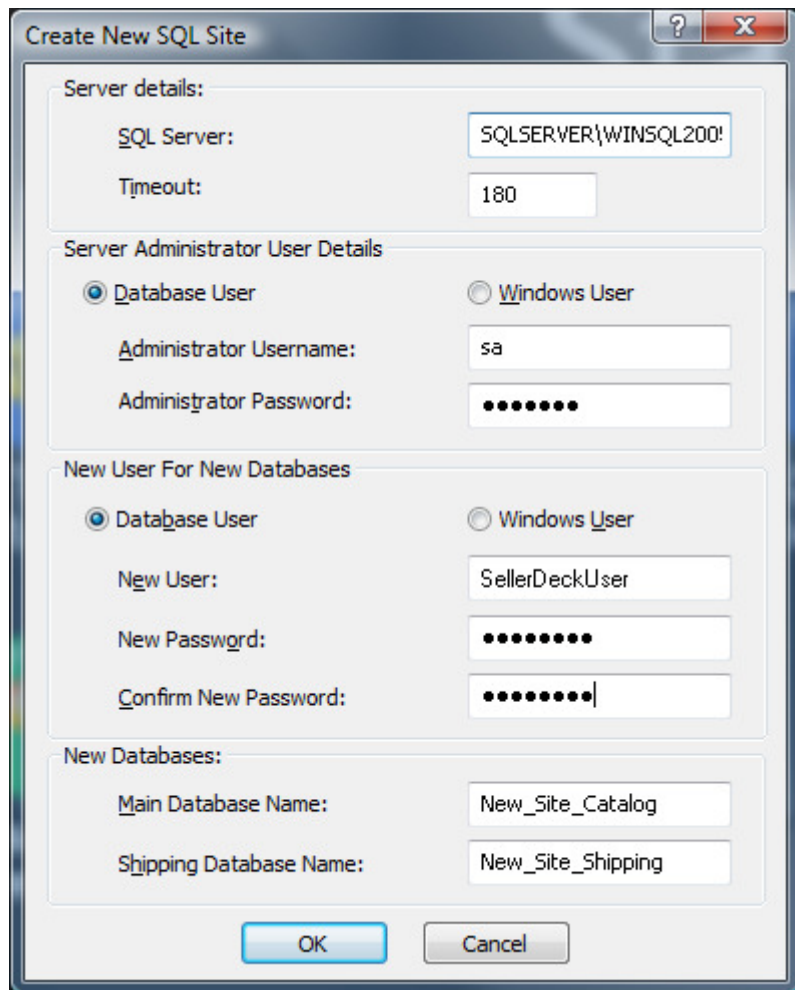 Create New SQL Site
Server details:
SQL Server: SQLSERVER\WINSQL200
Timeout: 180
Server Administrator User Details
Database User Windows User
Administrator Username: sa
Administrator Password: •••••••
New User For New Databases
Database User Windows User
New User: SellerDeckUser
New Password: ••••••••
Confirm New Password: ••••••••
New Databases:
Main Database Name: New_Site_Catalog
Shipping Database Name: New_Site_Shipping
OK Cancel